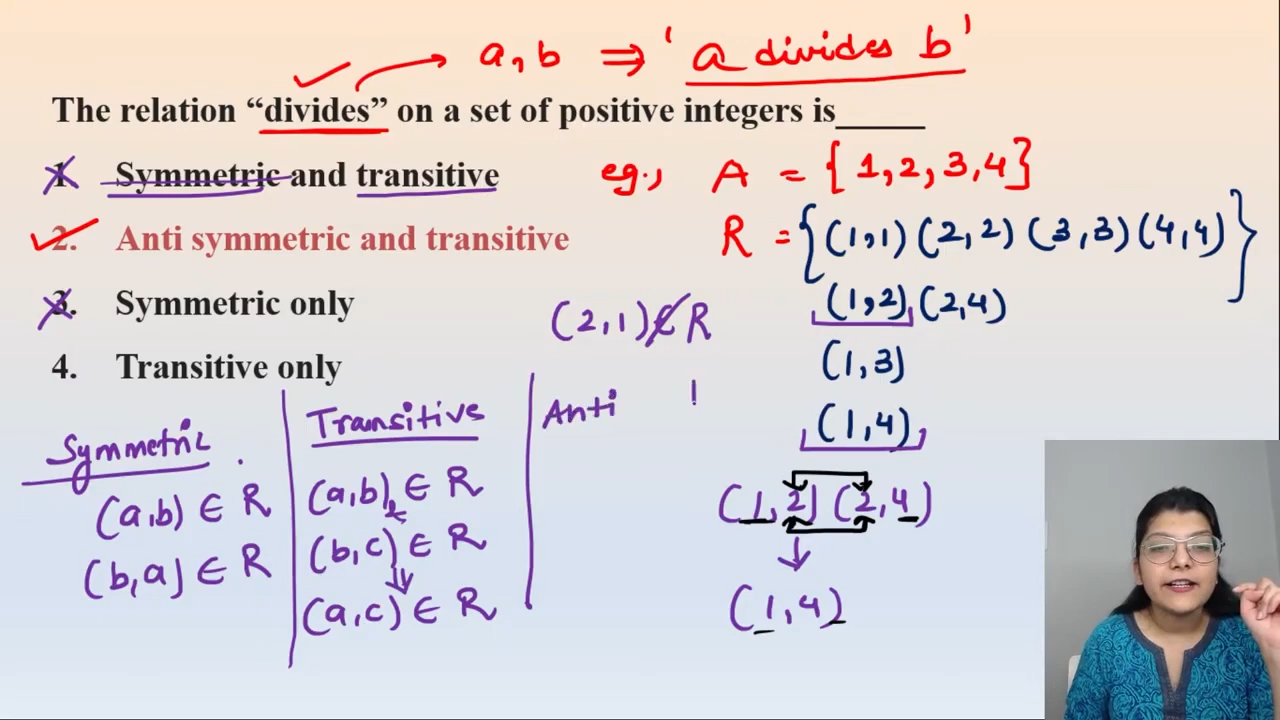 a, b ⇒ 'a divides b'
The relation “divides” on a set of positive integers is_____
1 Symmetric and transitive
eg., A = {1,2,3,4}
2. Anti symmetric and transitive
R = {(1,1) (2,2) (3,3) (4,4)
(1,2) (2,4)
(1,3)
(1,4)}
3. Symmetric only
(2,1) ∉ R
4. Transitive only
Symmetric
(a,b) ∈ R
(b,a) ∈ R
Transitive
(a,b) ∈ R
(b,c) ∈ R
⇓
(a,c) ∈ R
Anti
(1,2) (2,4)
↓
(1,4)